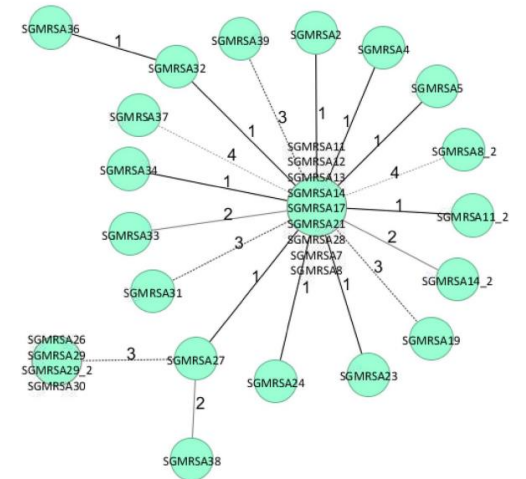 SGMRSA36
1
SGMRSA32
SGMRSA39
SGMRSA2
SGMRSA4
SGMRSA5
3
1
1
1
1
SGMRSA37
4
SGMRSA34
1
SGMRSA33
2
SGMRSA31
3
SGMRSA11
SGMRSA12
SGMRSA13
SGMRSA14
SGMRSA17
SGMRSA21
SGMRSA28
SGMRSA7
SGMRSA8
SGMRSA8_2
4
1
SGMRSA11_2
2
SGMRSA14_2
3
SGMRSA19
1
1
1
SGMRSA26
SGMRSA29
SGMRSA29_2
SGMRSA30
3
SGMRSA27
SGMRSA24
SGMRSA23
2
SGMRSA38